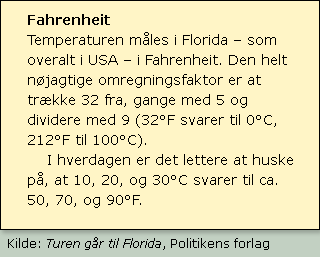 Fahrenheit
Temperaturen måles i Florida – som
overalt i USA – i Fahrenheit. Den helt
nøjagtige omregningsfaktor er at
trække 32 fra, gange med 5 og
dividere med 9 (32°F svarer til 0°C,
212°F til 100°C).
I hverdagen er det lettere at huske
på, at 10, 20, og 30°C svarer til ca.
50, 70, og 90°F.
Kilde: Turen går til Florida, Politikens forlag